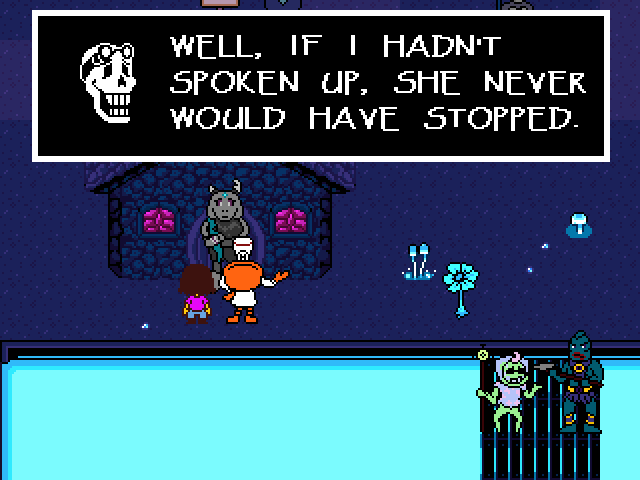 WELL, IF I HADN'T
SPOKEN UP, SHE NEVER
WOULD HAVE STOPPED.